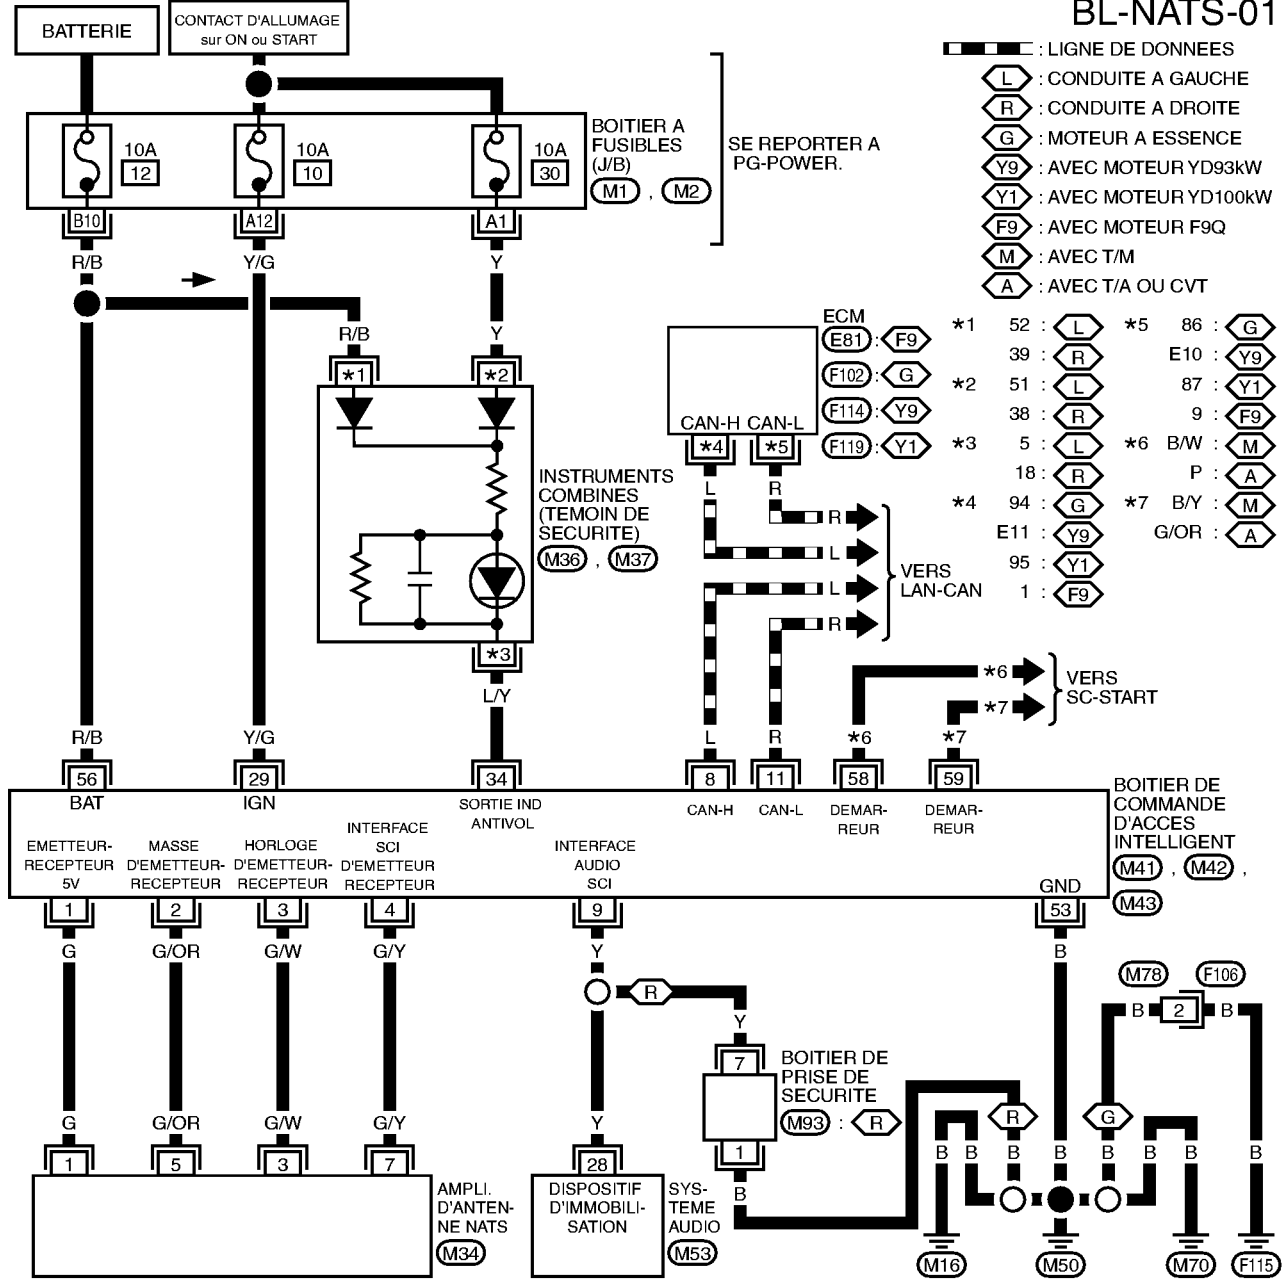 BL-NATS-01
BATTERIE
CONTACT D'ALLUMAGE
sur ON ou START
: LIGNE DE DONNEES
L : CONDUITE A GAUCHE
R : CONDUITE A DROITE
G : MOTEUR A ESSENCE
Y9 : AVEC MOTEUR YD93kW
Y1 : AVEC MOTEUR YD100kW
F9 : AVEC MOTEUR F9Q
M : AVEC T/M
A : AVEC T/A OU CVT
10A
12
10A
10
10A
30
BOITIER A
FUSIBLES
(J/B)
M1 , M2
SE REPORTER A
PG-POWER.
B10
A12
A1
R/B
Y/G
Y
R/B
Y
*1
*2
ECM
E81 : F9
F102 : G
F114 : Y9
F119 : Y1
CAN-H CAN-L
*4
*5
*1 52 : L
39 : R
*2 51 : L
38 : R
*3 5 : L
18 : R
*4 94 : G
E11 : Y9
95 : Y1
1 : F9
*5 86 : G
E10 : Y9
87 : Y1
9 : F9
*6 B/W : M
P : A
*7 B/Y : M
G/OR : A
INSTRUMENTS
COMBINES
(TEMOIN DE
SECURITE)
M36 , M37
L
R
R
L
L
R
VERS
LAN-CAN
*3
L/Y
*6
*7
VERS
SC-START
R/B
Y/G
L
R
*6
*7
56
29
34
8
11
58
59
BAT
IGN
SORTIE IND
ANTIVOL
CAN-H
CAN-L
DEMAR-
REUR
DEMAR-
REUR
BOITIER DE
COMMANDE
D'ACCES
INTELLIGENT
M41 , M42 ,
M43
EMETTEUR-
RECEPTEUR
5V
MASSE
D'EMETTEUR-
RECEPTEUR
HORLOGE
D'EMETTEUR-
RECEPTEUR
INTERFACE
SCI
D'EMETTEUR
RECEPTEUR
INTERFACE
AUDIO
SCI
GND
1
2
3
4
9
53
G
G/OR
G/W
G/Y
Y
B
R
Y
7
BOITIER DE
PRISE DE
SECURITE
M93 : R
1
B
M78
F106
B
2
B
R
G
G
G/OR
G/W
G/Y
Y
B
B
B
B
B
B
B
B
1
5
3
7
28
AMPLI.
D'ANTEN-
NE NATS
M34
DISPOSITIF
D'IMMOBILI-
SATION
SYS-
TEME
AUDIO
M53
M16
M50
M70
F115